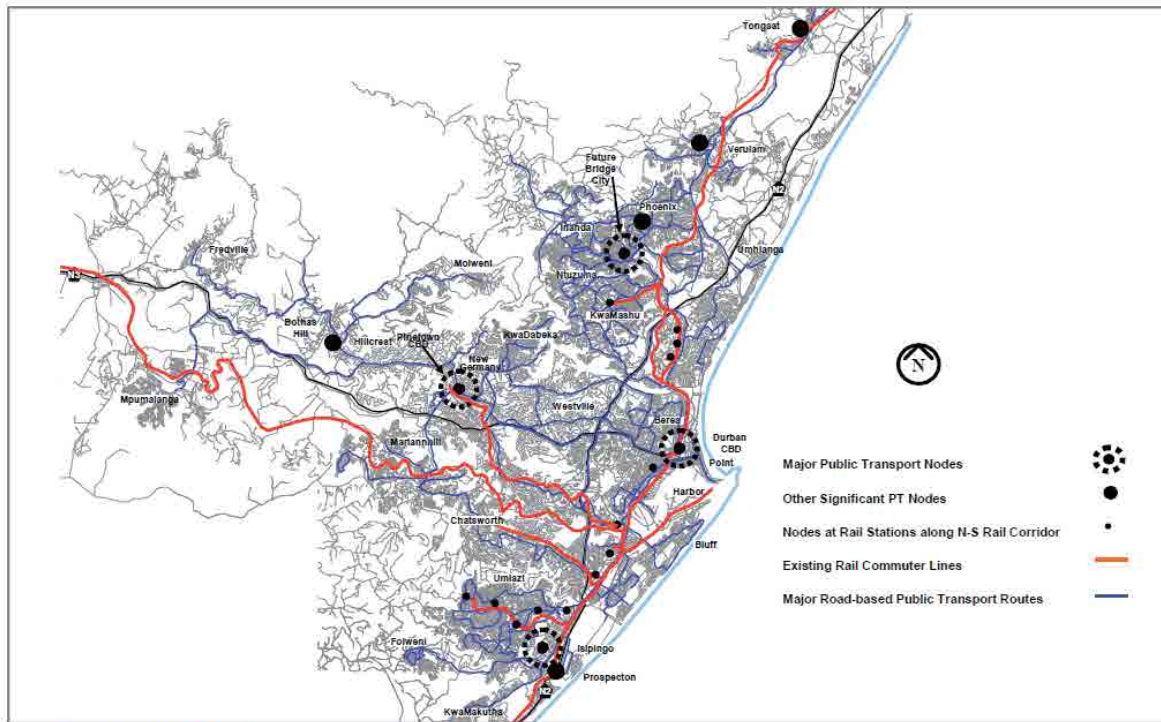 Tongaat
Verulam
N2
Future
Bridge
City
Phoenix
Inanda
Umhlanga
Fredville
Molweni
Ntuzuma
N3
KwaMashu
Bothas
Hill
Hillcrest
Pinetown
CBD
KwaDabeka
New
Germany
N
Mpumalanga
Westville
Berea
Durban
CBD
Mariannhill
Point
Harbor
Chatsworth
Bluff
Umlazi
Folweni
Isipingo
Prospecton
N2
KwaMakutha
Major Public Transport Nodes
Other Significant PT Nodes
Nodes at Rail Stations along N-S Rail Corridor
Existing Rail Commuter Lines
Major Road-based Public Transport Routes